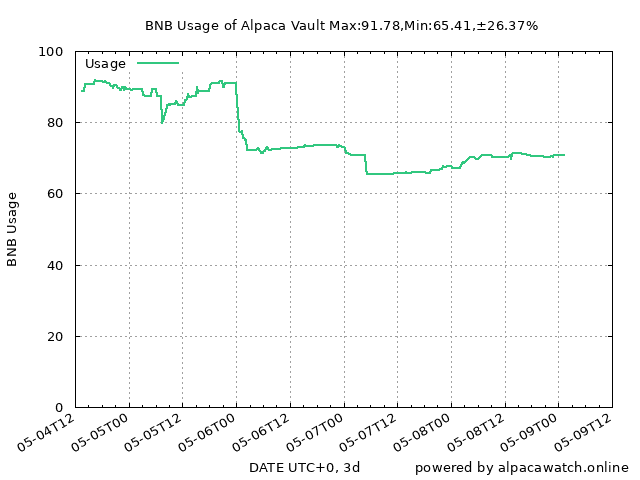 BNB Usage of Alpaca Vault Max:91.78,Min:65.41,±26.37%
Usage
100
80
60
40
20
0
BNB Usage
05-04T12
05-05T00
05-05T12
05-06T00
05-06T12
05-07T00
05-07T12
05-08T00
05-08T12
05-09T00
05-09T12
DATE UTC+0, 3d
powered by alpacawatch.online